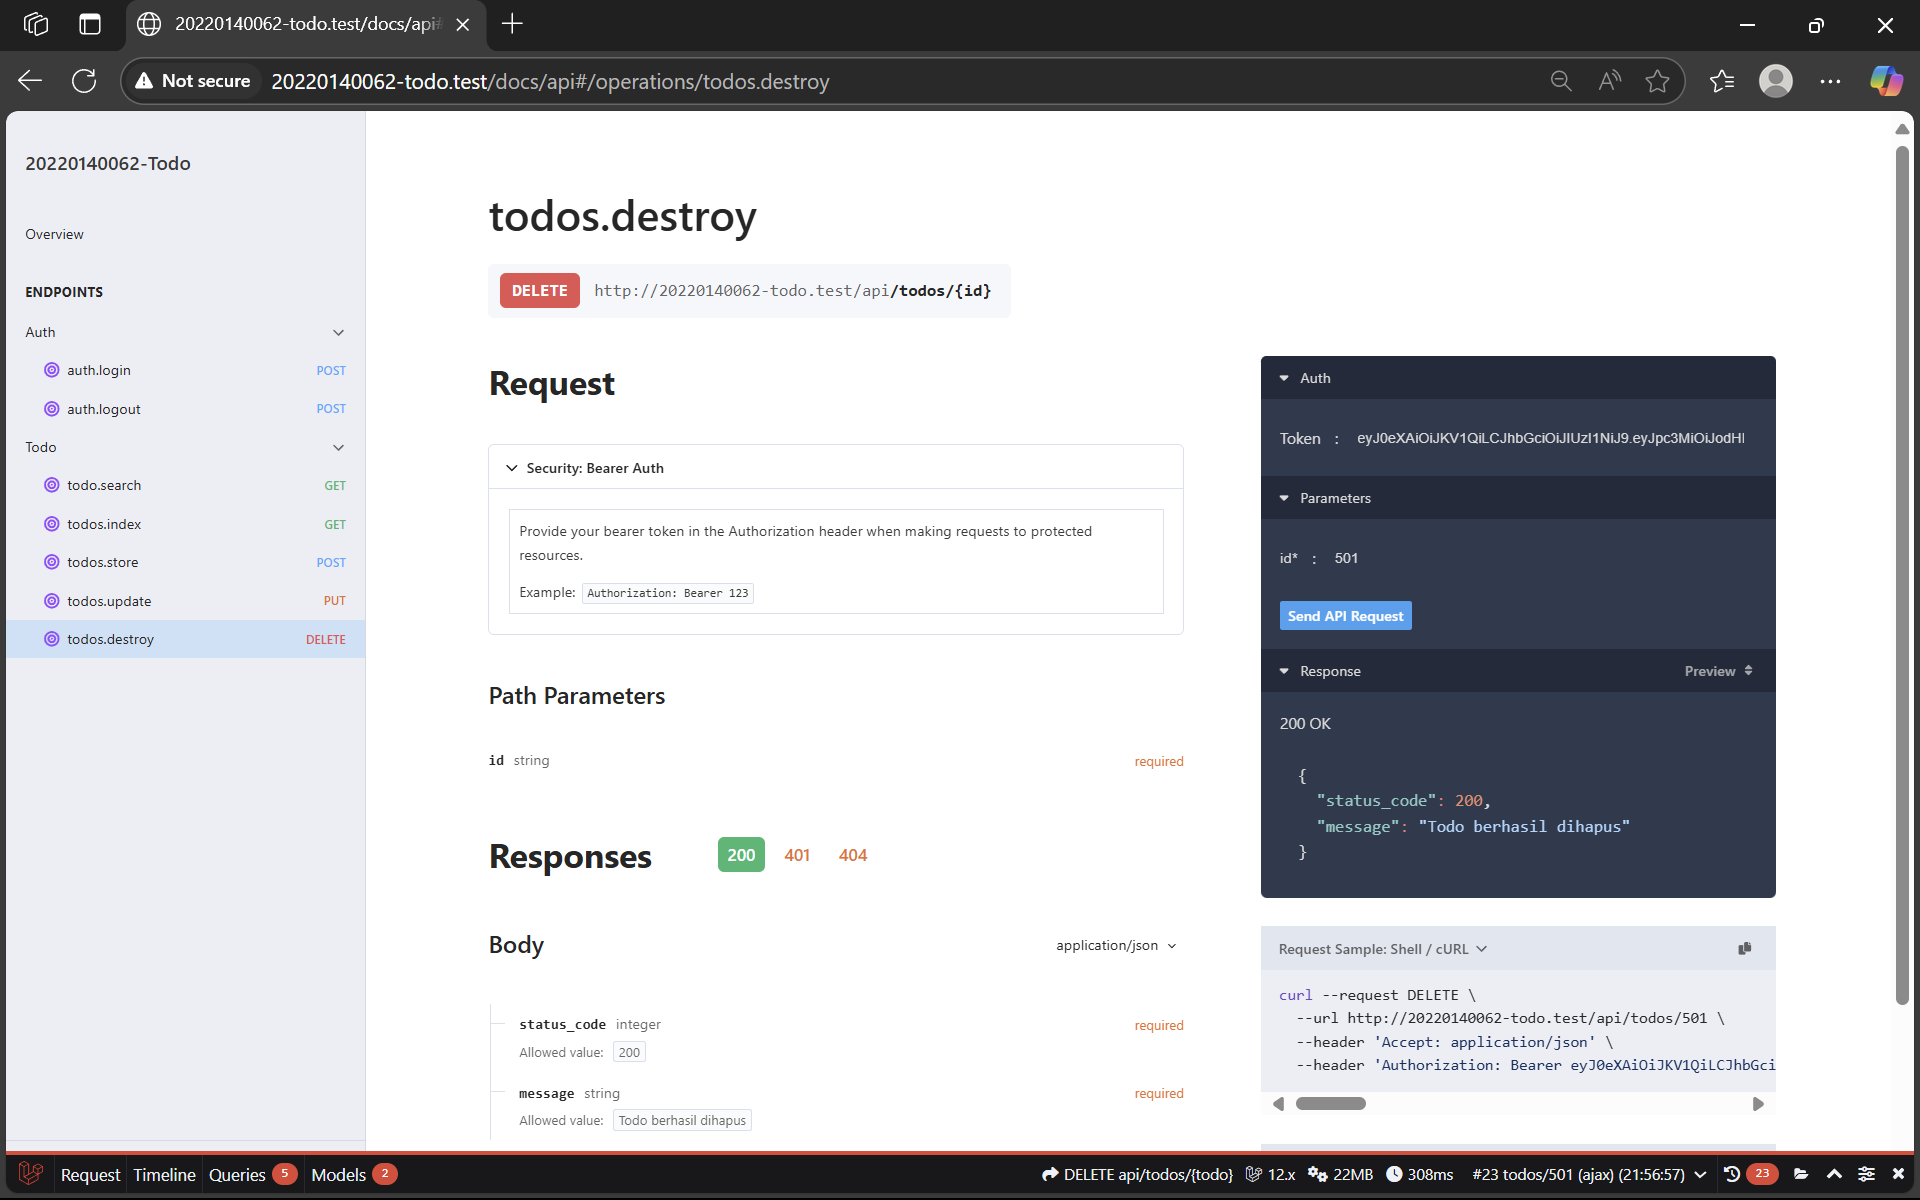 20220140062-todo.test/docs/api#
Not secure
20220140062-todo.test/docs/api#/operations/todos.destroy
20220140062-Todo
Overview
ENDPOINTS
Auth
auth.login POST
auth.logout POST
Todo
todo.search GET
todos.index GET
todos.store POST
todos.update PUT
todos.destroy DELETE
todos.destroy
DELETE http://20220140062-todo.test/api/todos/{id}
Request
Security: Bearer Auth
Provide your bearer token in the Authorization header when making requests to protected
resources.
Example: Authorization: Bearer 123
Path Parameters
id string required
Responses 200 401 404
Body application/json
status_code integer required
Allowed value: 200
message string required
Allowed value: Todo berhasil dihapus
Auth
Token : eyJ0eXAiOiJKV1QiLCJhbGciOiJIUzI1NiJ9.eyJpc3MiOiJodH
Parameters
id* : 501
Send API Request
Response Preview
200 OK
{
"status_code": 200,
"message": "Todo berhasil dihapus"
}
Request Sample: Shell / cURL
curl --request DELETE \
--url http://20220140062-todo.test/api/todos/501 \
--header 'Accept: application/json' \
--header 'Authorization: Bearer eyJ0eXAiOiJKV1QiLCJhbGci
Request Timeline Queries 5 Models 2 DELETE api/todos/{todo} 12.x 22MB 308ms #23 todos/501 (ajax) (21:56:57) 23